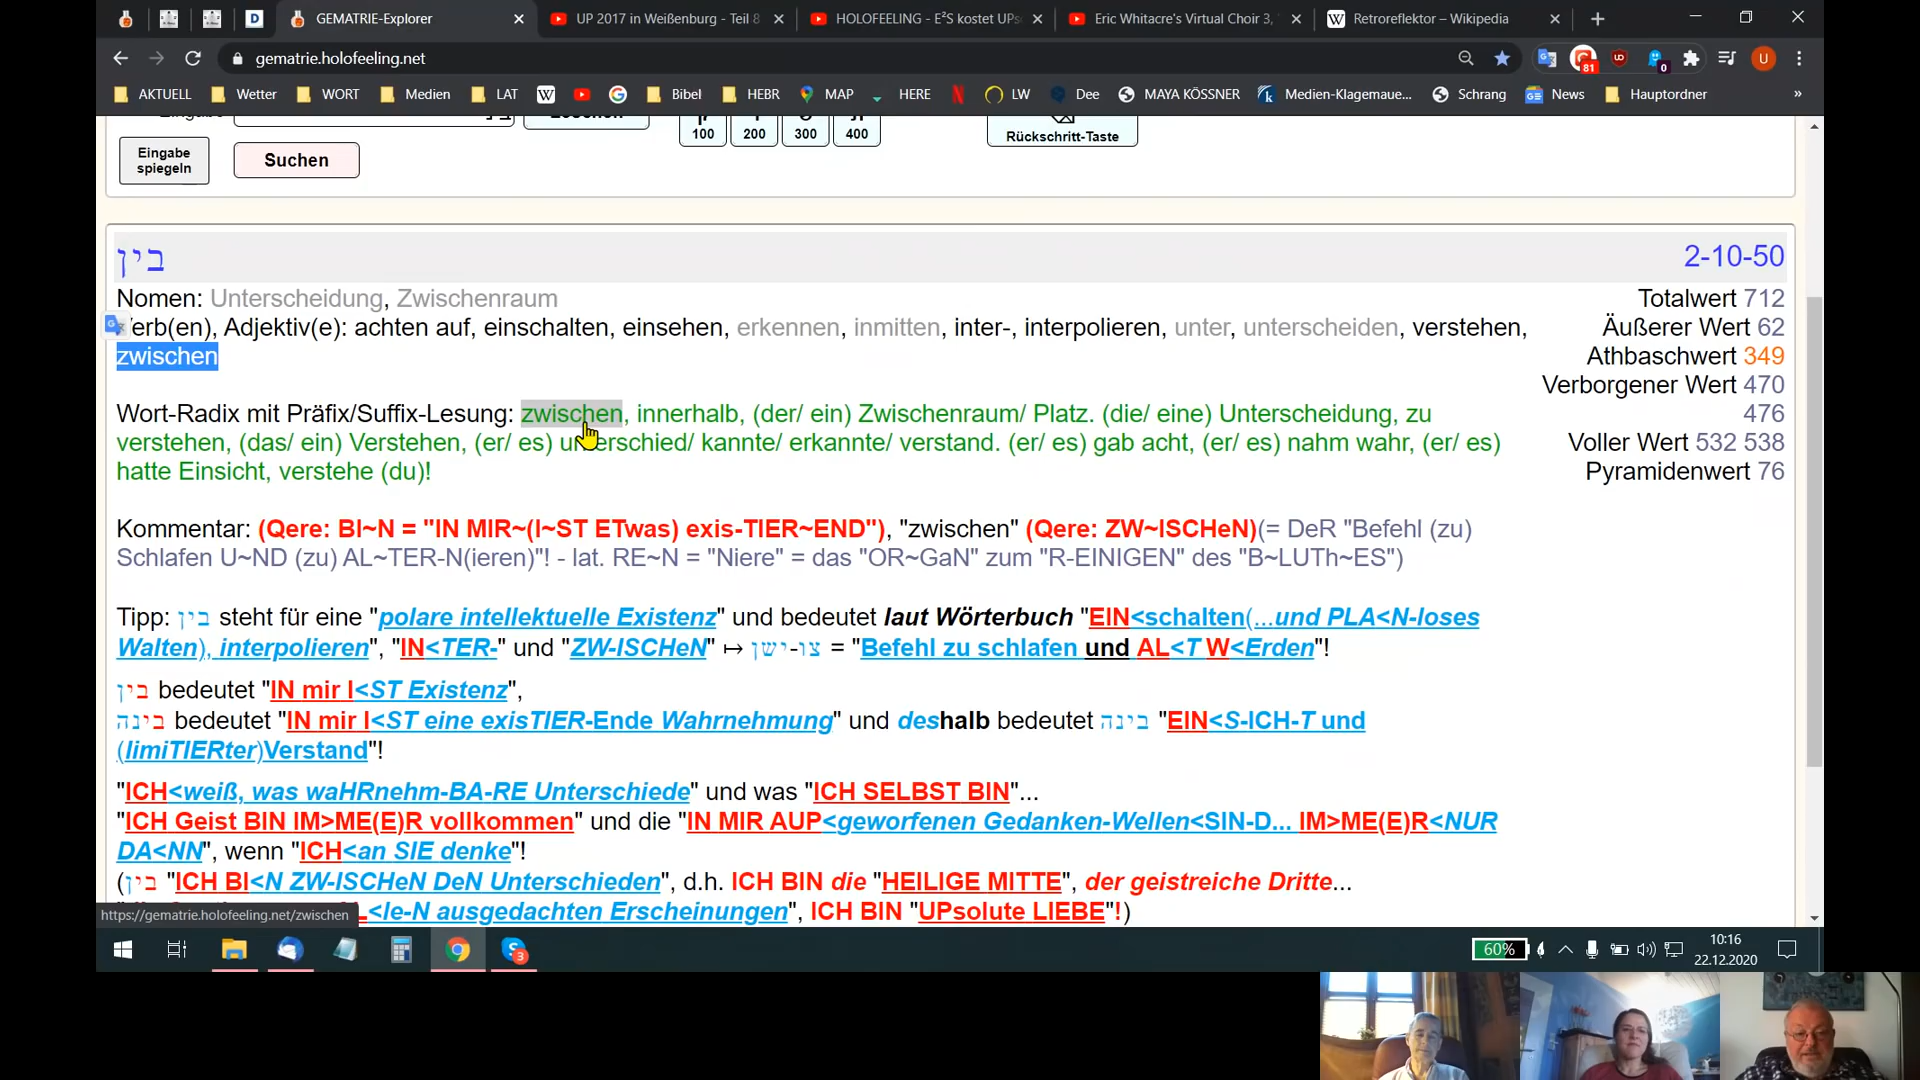 GEMATRIE-Explorer
UP 2017 in Weißenburg - Teil 8
HOLOFEELING - E²S kostet UPs
Eric Whitacre's Virtual Choir 3,
Retroreflektor – Wikipedia
gematrie.holofeeling.net
81
0
U
AKTUELL Wetter WORT Medien LAT Bibel HEBR MAP HERE LW Dee MAYA KÖSSNER Medien-Klagemaue... Schrang News Hauptordner »
100 200 300 400 Rückschritt-Taste
Eingabe spiegeln
Suchen
בין 2-10-50
Nomen: Unterscheidung, Zwischenraum
Totalwert 712
erb(en), Adjektiv(e): achten auf, einschalten, einsehen, erkennen, inmitten, inter-, interpolieren, unter, unterscheiden, verstehen,
Äußerer Wert 62
zwischen
Athbaschwert 349
Verborgener Wert 470
476
Voller Wert 532 538
Pyramidenwert 76
Wort-Radix mit Präfix/Suffix-Lesung: zwischen, innerhalb, (der/ ein) Zwischenraum/ Platz. (die/ eine) Unterscheidung, zu
verstehen, (das/ ein) Verstehen, (er/ es) unterschied/ kannte/ erkannte/ verstand. (er/ es) gab acht, (er/ es) nahm wahr, (er/ es)
hatte Einsicht, verstehe (du)!
Kommentar: (Qere: BI~N = "IN MIR~(I~ST ETwas) exis-TIER~END"), "zwischen" (Qere: ZW~ISCHeN)(= DeR "Befehl (zu)
Schlafen U~ND (zu) AL~TER-N(ieren)"! - lat. RE~N = "Niere" = das "OR~GaN" zum "R-EINIGEN" des "B~LUTh~ES")
Tipp: בין steht für eine "polare intellektuelle Existenz" und bedeutet laut Wörterbuch "EIN<schalten(...und PLA<N-loses
Walten), interpolieren", "IN<TER-" und "ZW-ISCHeN" ↦ צו-ישן = "Befehl zu schlafen und AL<T W<Erden"!
בין bedeutet "IN mir I<ST Existenz",
בינה bedeutet "IN mir I<ST eine exisTIER-Ende Wahrnehmung" und deshalb bedeutet בינה "EIN<S-ICH-T und
(limiTIERter)Verstand"!
"ICH<weiß, was waHRnehm-BA-RE Unterschiede" und was "ICH SELBST BIN"...
"ICH Geist BIN IM>ME(E)R vollkommen" und die "IN MIR AUP<geworfenen Gedanken-Wellen<SIN-D... IM>ME(E)R<NUR
DA<NN", wenn "ICH<an SIE denke"!
(בין "ICH BI<N ZW-ISCHeN DeN Unterschieden", d.h. ICH BIN die "HEILIGE MITTE", der geistreiche Dritte...
L<le-N ausgedachten Erscheinungen", ICH BIN "UPsolute LIEBE"!)
https://gematrie.holofeeling.net/zwischen
3
60%
10:16
22.12.2020